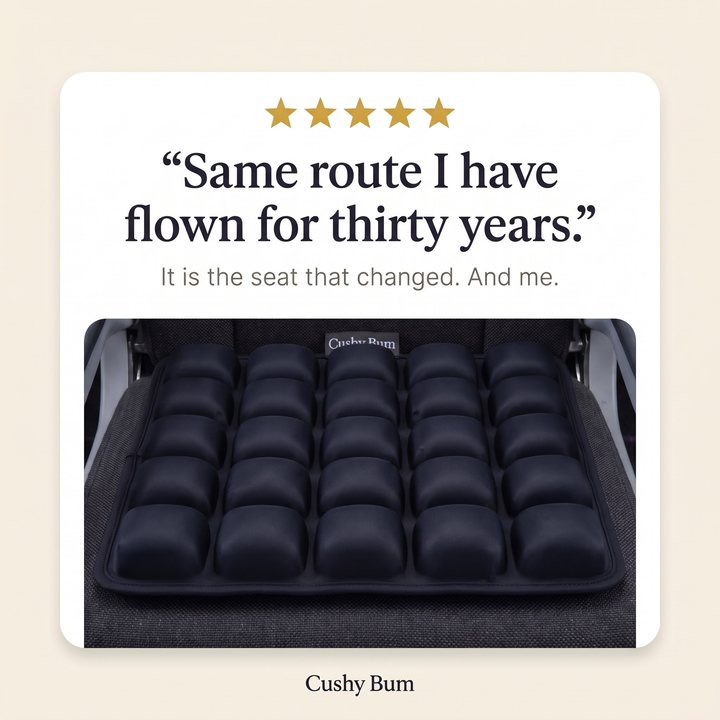 “Same route I have
flown for thirty years.”
It is the seat that changed. And me.
Cushy Bum
Cushy Bum